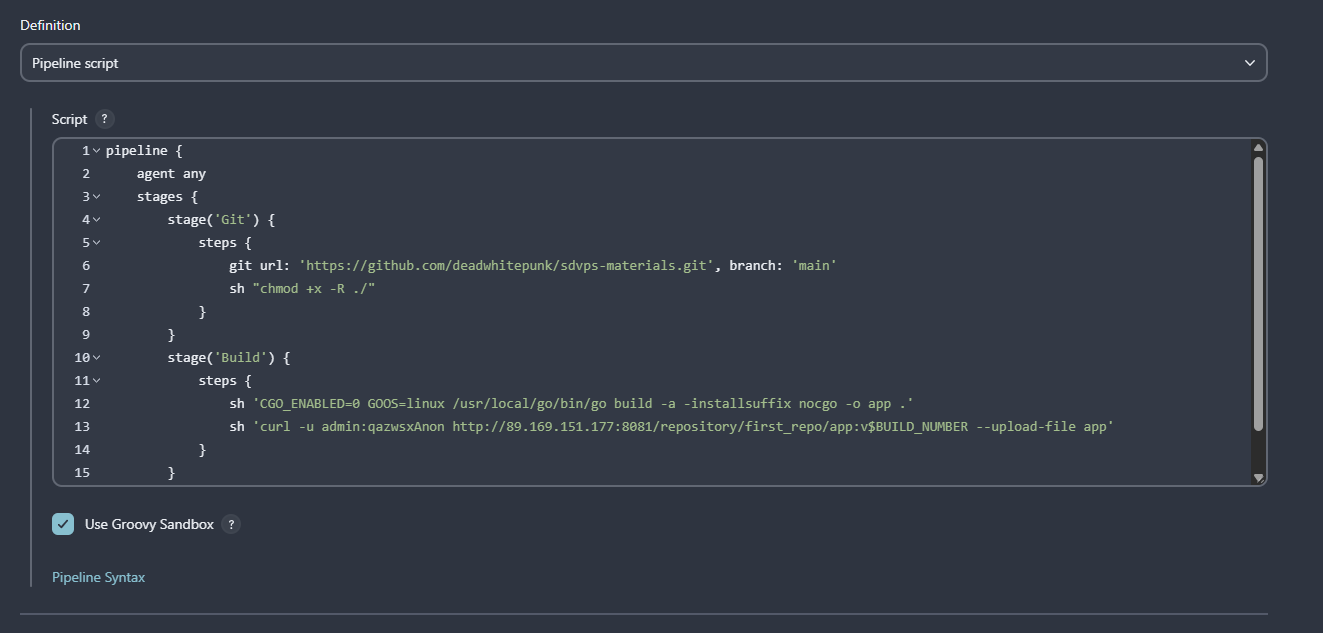 Definition
Pipeline script
Script ?
1 pipeline {
2 agent any
3 stages {
4 stage('Git') {
5 steps {
6 git url: 'https://github.com/deadwhitepunk/sdvps-materials.git', branch: 'main'
7 sh "chmod +x -R ./"
8 }
9 }
10 stage('Build') {
11 steps {
12 sh 'CGO_ENABLED=0 GOOS=linux /usr/local/go/bin/go build -a -installsuffix nocgo -o app .'
13 sh 'curl -u admin:qazwsxAnon http://89.169.151.177:8081/repository/first_repo/app:v$BUILD_NUMBER --upload-file app'
14 }
15 }
Use Groovy Sandbox ?
Pipeline Syntax